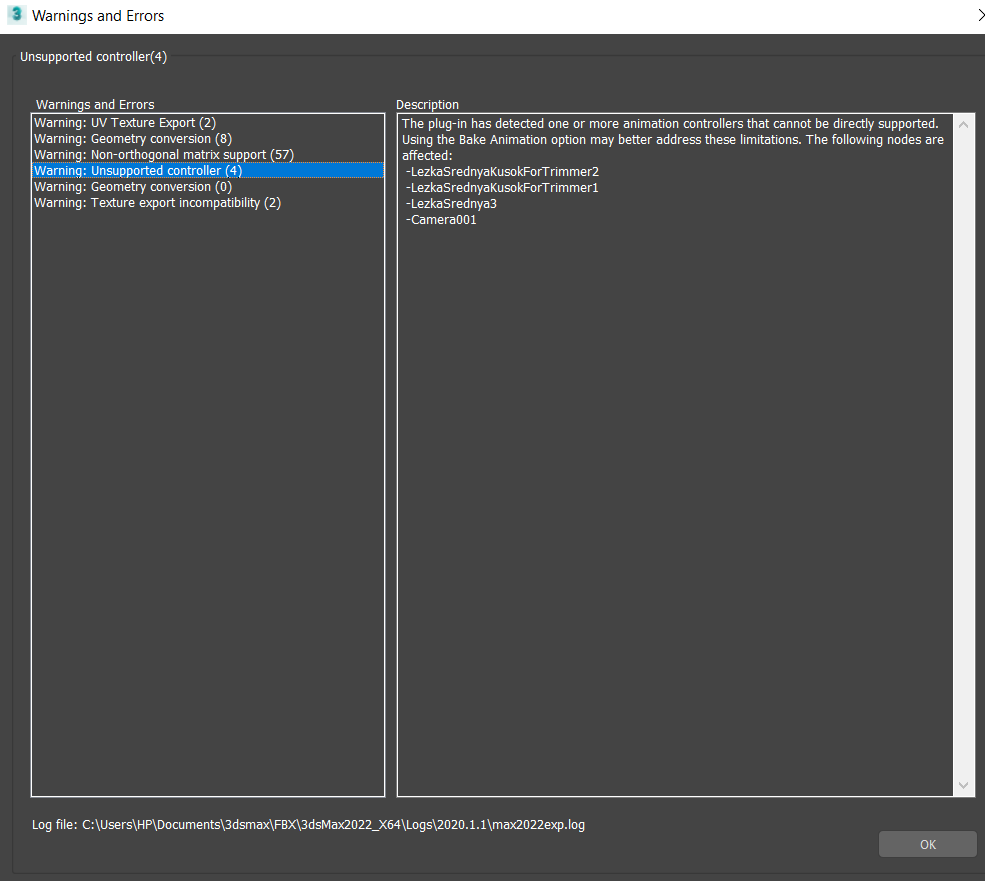 3 Warnings and Errors
Unsupported controller(4)
Warnings and Errors
Warning: UV Texture Export (2)
Warning: Geometry conversion (8)
Warning: Non-orthogonal matrix support (57)
Warning: Unsupported controller (4)
Warning: Geometry conversion (0)
Warning: Texture export incompatibility (2)
Description
The plug-in has detected one or more animation controllers that cannot be directly supported.
Using the Bake Animation option may better address these limitations. The following nodes are
affected:
-LezkaSrednyaKusokForTrimmer2
-LezkaSrednyaKusokForTrimmer1
-LezkaSrednya3
-Camera001
Log file: C:\Users\HP\Documents\3dsmax\FBX\3dsMax2022_X64\Logs\2020.1.1\max2022exp.log
OK